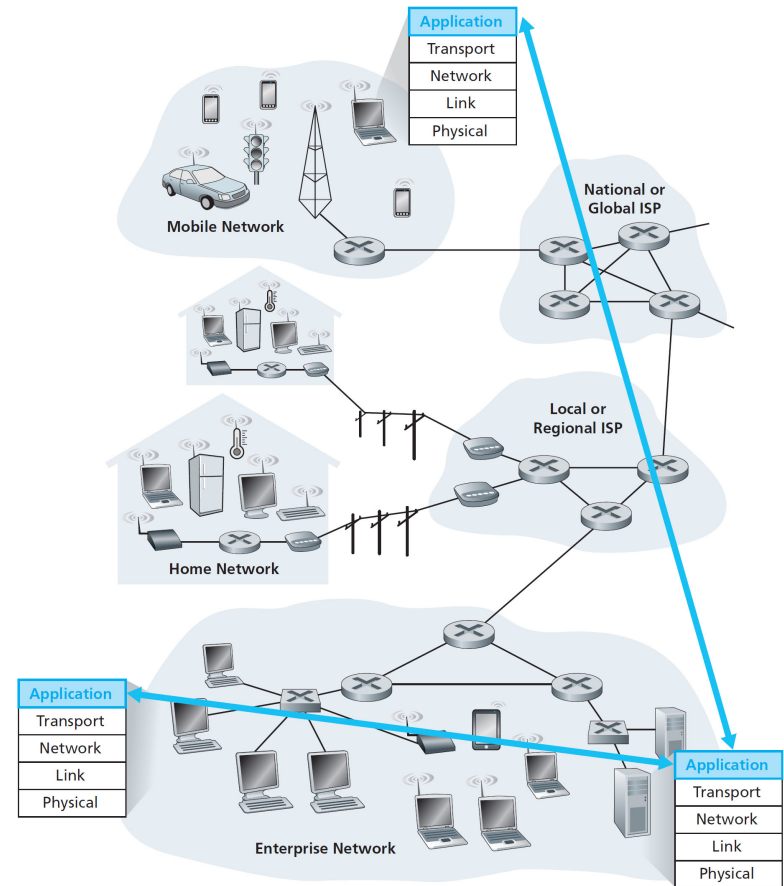 Application
Transport
Network
Link
Physical
National or
Global ISP
Mobile Network
Local or
Regional ISP
Home Network
Application
Transport
Network
Link
Physical
Application
Transport
Network
Link
Physical
Enterprise Network